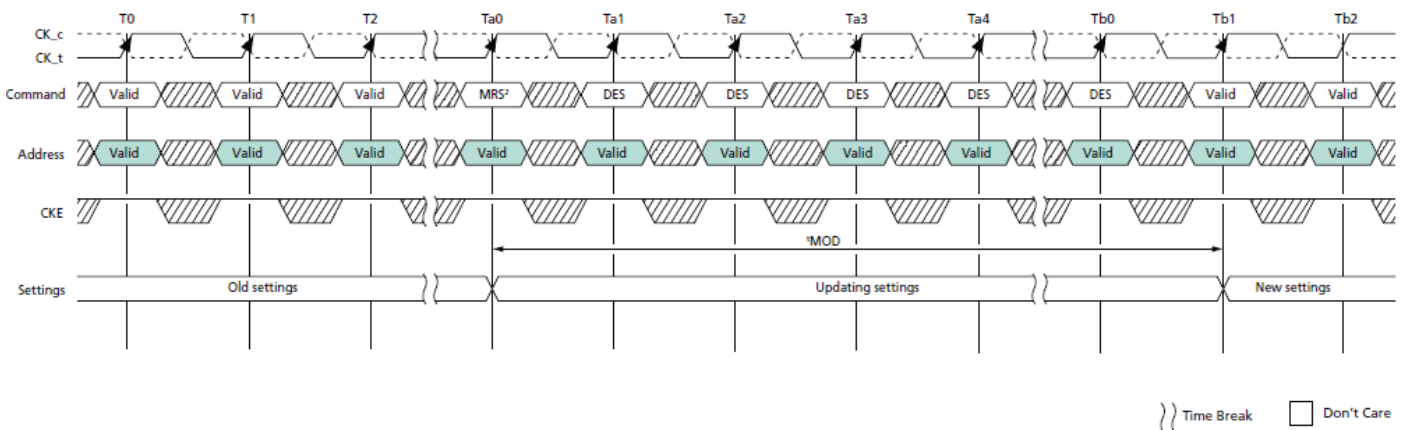 T0 T1 T2 Ta0 Ta1 Ta2 Ta3 Ta4 Tb0 Tb1 Tb2
CK_c
CK_t
Command Valid Valid Valid MRS² DES DES DES DES DES Valid Valid
Address Valid Valid Valid Valid Valid Valid Valid Valid Valid Valid Valid
CKE
ᵗMOD
Settings Old settings Updating settings New settings
Time Break Don't Care